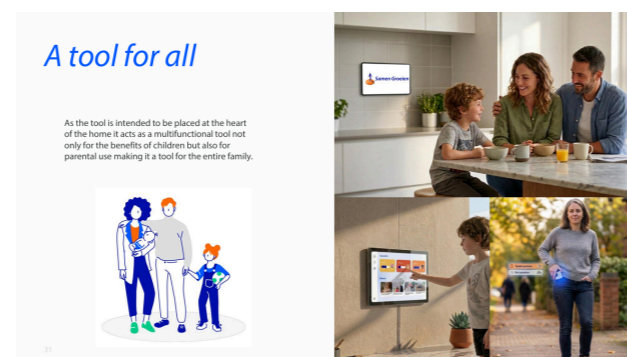 A tool for all
As the tool is intended to be placed at the heart
of the home it acts as a multifunctional tool not
only for the benefits of children but also for
parental use making it a tool for the entire family.
Samen Groeien
51